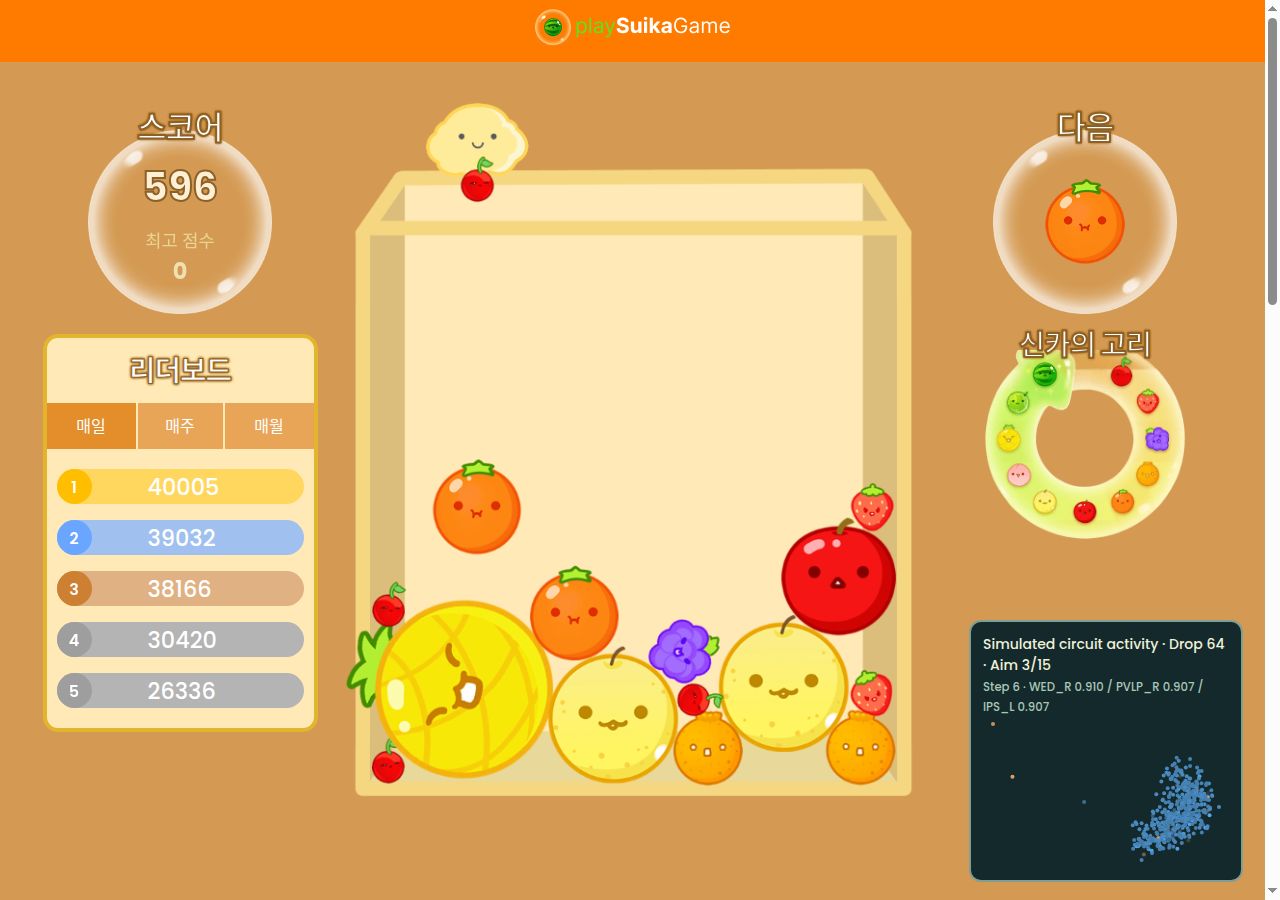 playSuikaGame
스코어
596
최고 점수
0
다음
리더보드
매일 매주 매월
1 40005
2 39032
3 38166
4 30420
5 26336
신카의 고리
Simulated circuit activity · Drop 64
· Aim 3/15
Step 6 · WED_R 0.910 / PVLP_R 0.907 /
IPS_L 0.907